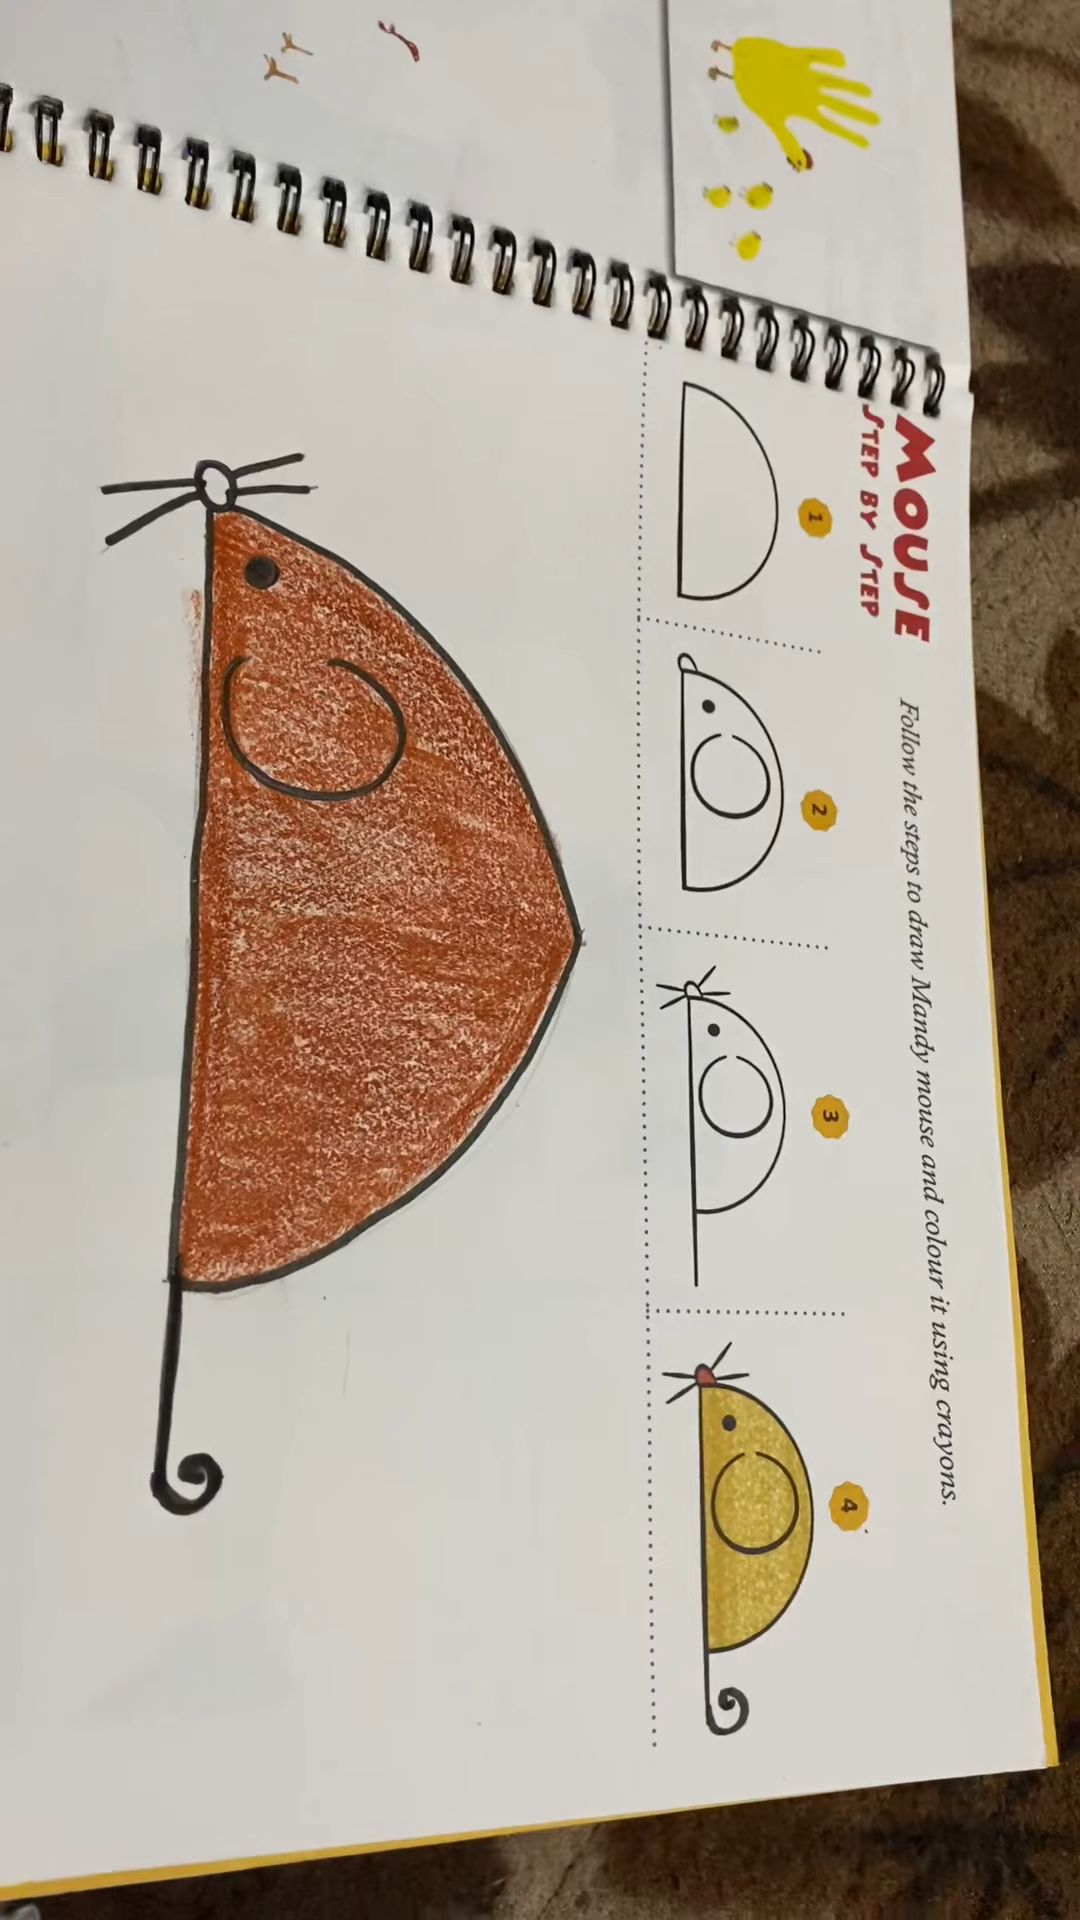 MOUSE
STEP BY STEP
Follow the steps to draw Mandy mouse and colour it using crayons.
1
2
3
4